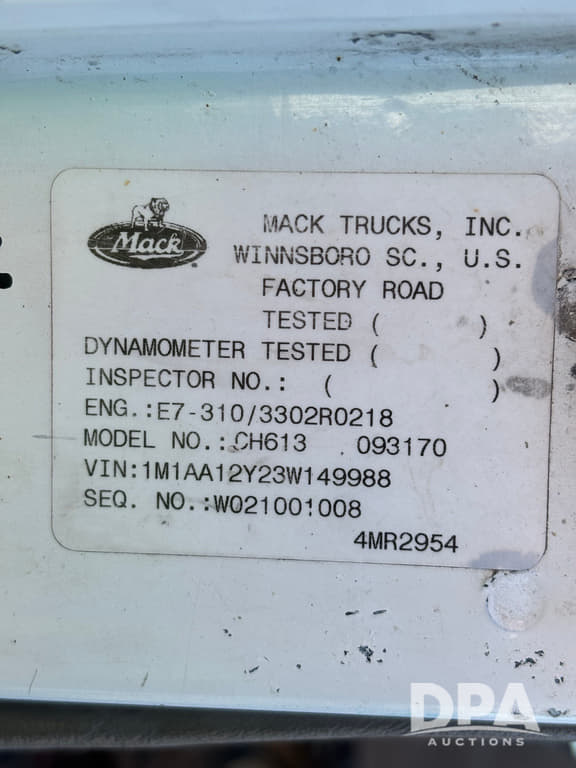 Mack
MACK TRUCKS, INC.
WINNSBORO SC., U.S.
FACTORY ROAD
TESTED ( )
DYNAMOMETER TESTED ( )
INSPECTOR NO.: ( )
ENG.:E7-310/3302R0218
MODEL NO.:CH613 093170
VIN:1M1AA12Y23W149988
SEQ. NO.:W021001008
4MR2954
DPA
AUCTIONS